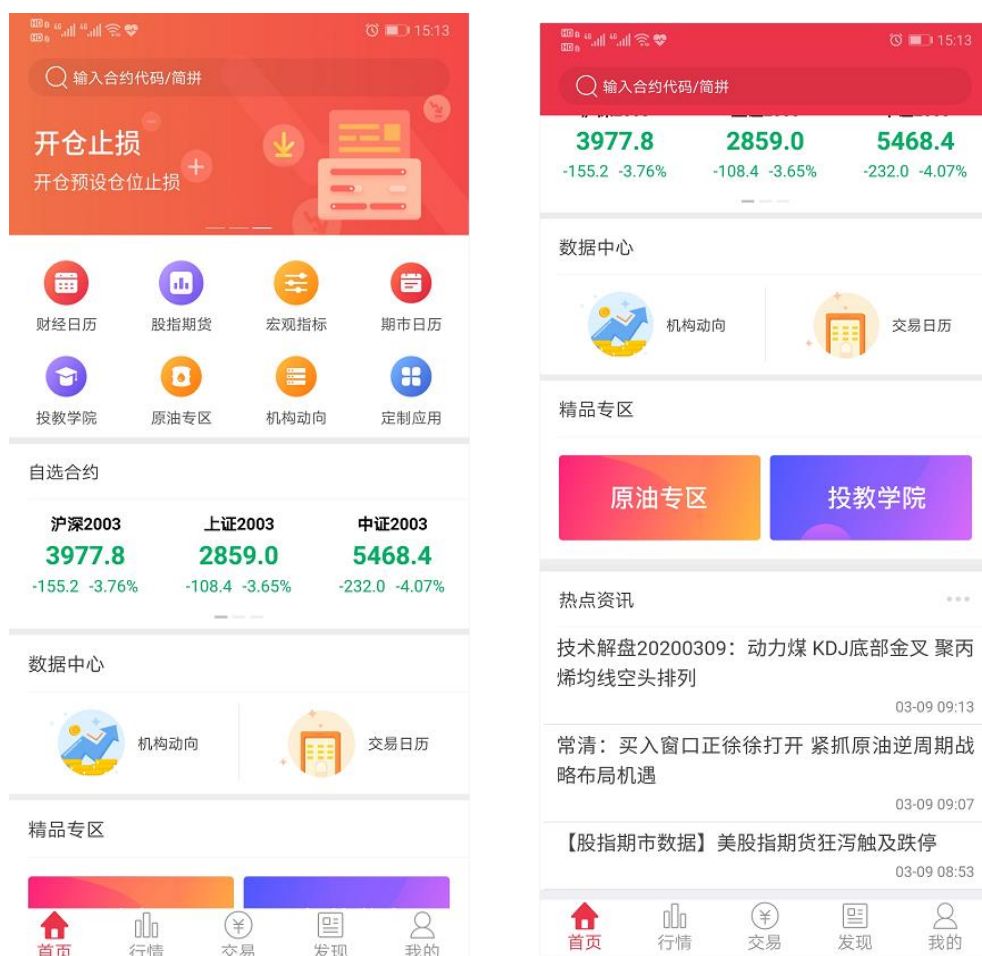 15:13
输入合约代码/简拼
开仓止损
开仓预设仓位止损
财经日历 股指期货 宏观指标 期市日历
投教学院 原油专区 机构动向 定制应用
自选合约
沪深2003 上证2003 中证2003
3977.8 2859.0 5468.4
-155.2 -3.76% -108.4 -3.65% -232.0 -4.07%
数据中心
机构动向 交易日历
精品专区
首页 行情 交易 发现 我的
15:13
输入合约代码/简拼
3977.8 2859.0 5468.4
-155.2 -3.76% -108.4 -3.65% -232.0 -4.07%
数据中心
机构动向 交易日历
精品专区
原油专区 投教学院
热点资讯
技术解盘20200309：动力煤 KDJ底部金叉 聚丙
烯均线空头排列
03-09 09:13
常清：买入窗口正徐徐打开 紧抓原油逆周期战
略布局机遇
03-09 09:07
【股指期市数据】美股指期货狂泻触及跌停
03-09 08:53
首页 行情 交易 发现 我的